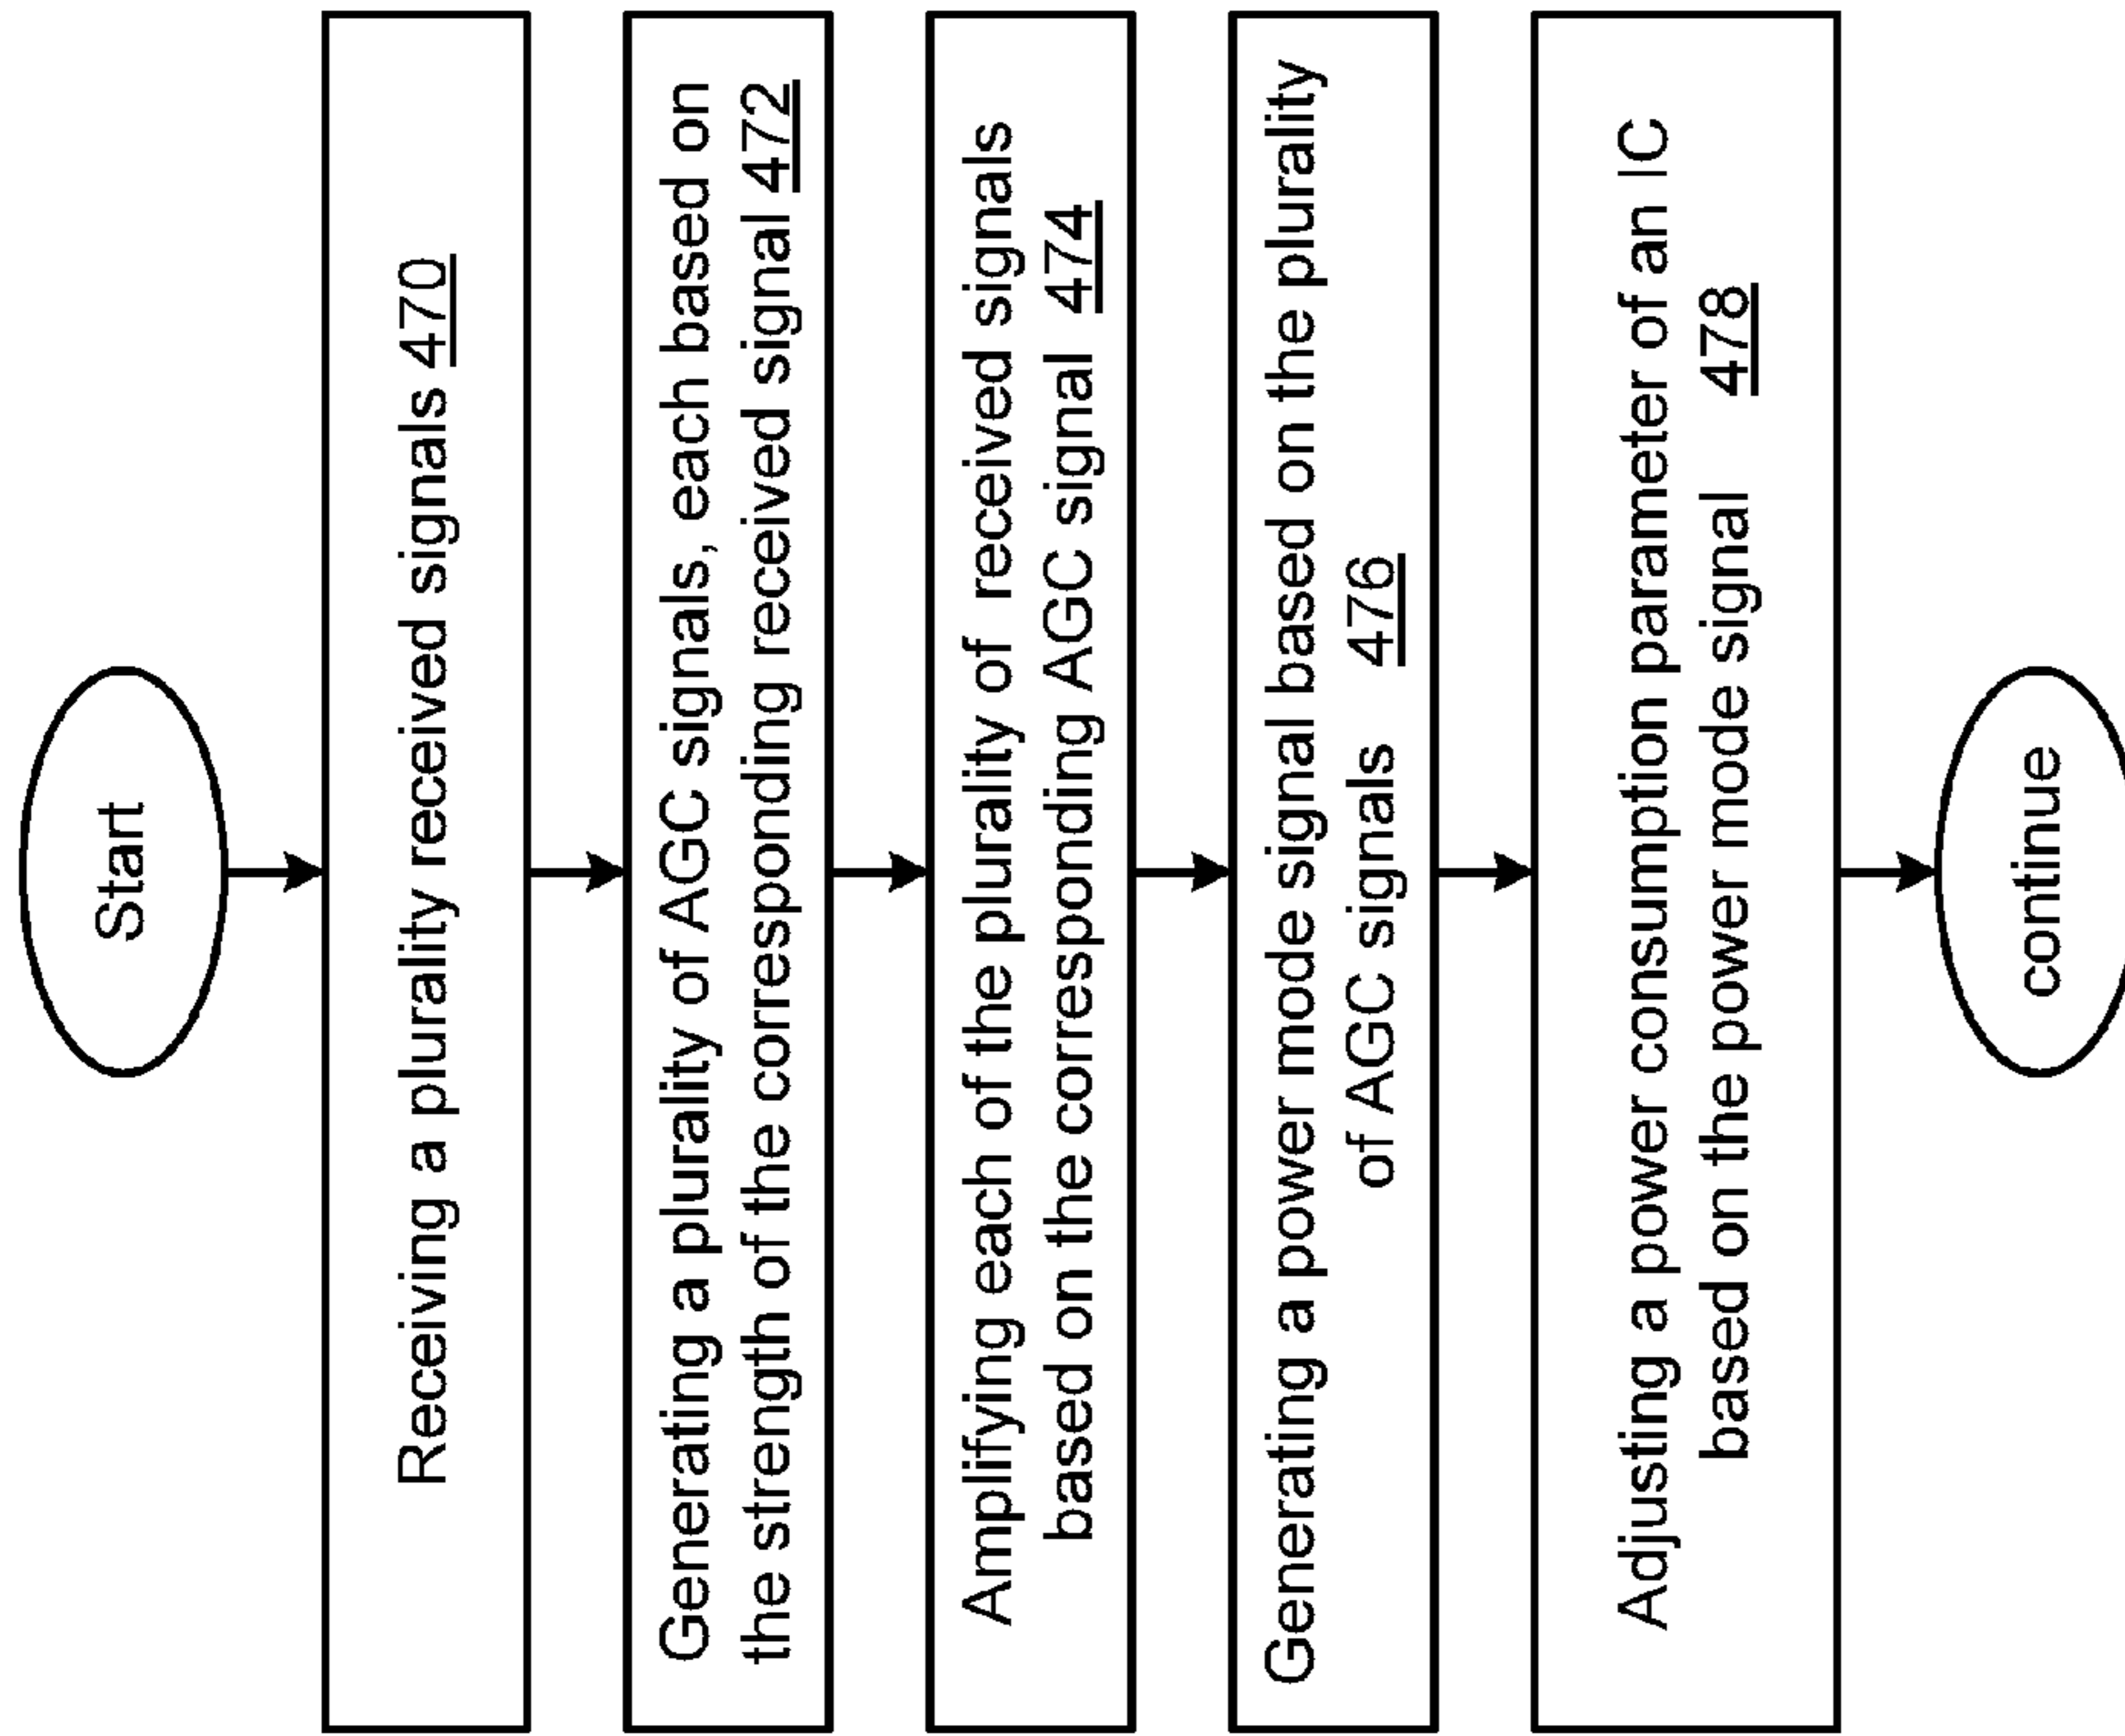 Start
Receiving a plurality received signals 470
Generating a plurality of AGC signals, each based on
the strength of the corresponding received signal 472
Amplifying each of the plurality of received signals
based on the corresponding AGC signal 474
Generating a power mode signal based on the plurality
of AGC signals 476
Adjusting a power consumption parameter of an IC
based on the power mode signal 478
continue